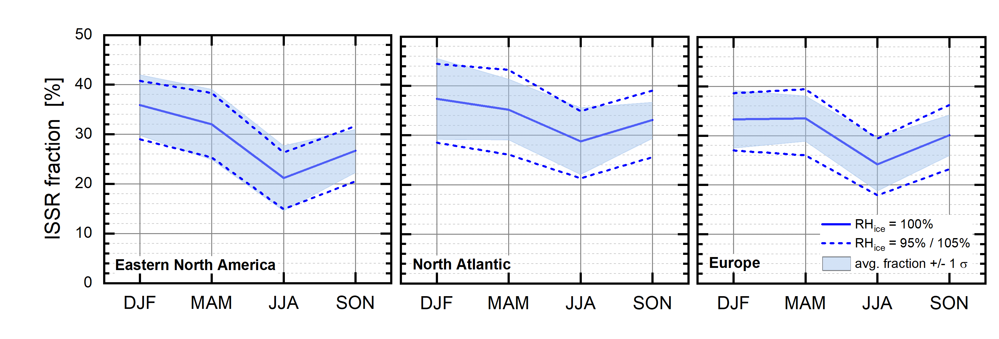 ISSR fraction [%]
50
40
30
20
10
0
Eastern North America
DJF MAM JJA SON
North Atlantic
DJF MAM JJA SON
Europe
RHice = 100%
RHice = 95% / 105%
avg. fraction +/- 1 σ
DJF MAM JJA SON